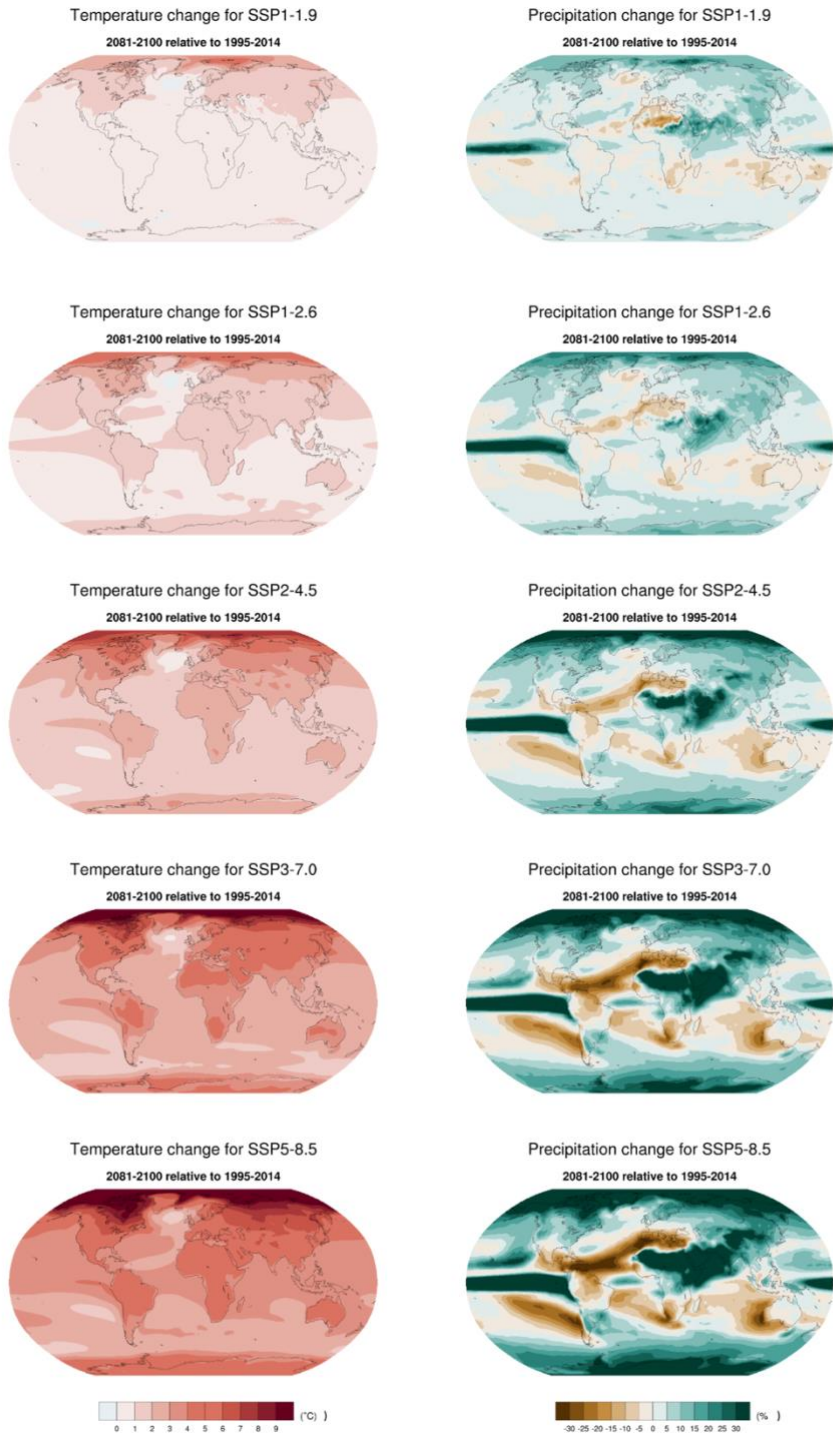 Temperature change for SSP1-1.9
2081-2100 relative to 1995-2014
Precipitation change for SSP1-1.9
2081-2100 relative to 1995-2014
Temperature change for SSP1-2.6
2081-2100 relative to 1995-2014
Precipitation change for SSP1-2.6
2081-2100 relative to 1995-2014
Temperature change for SSP2-4.5
2081-2100 relative to 1995-2014
Precipitation change for SSP2-4.5
2081-2100 relative to 1995-2014
Temperature change for SSP3-7.0
2081-2100 relative to 1995-2014
Precipitation change for SSP3-7.0
2081-2100 relative to 1995-2014
Temperature change for SSP5-8.5
2081-2100 relative to 1995-2014
Precipitation change for SSP5-8.5
2081-2100 relative to 1995-2014
(°C) )
0 1 2 3 4 5 6 7 8 9
(% )
-30 -25 -20 -15 -10 -5 0 5 10 15 20 25 30